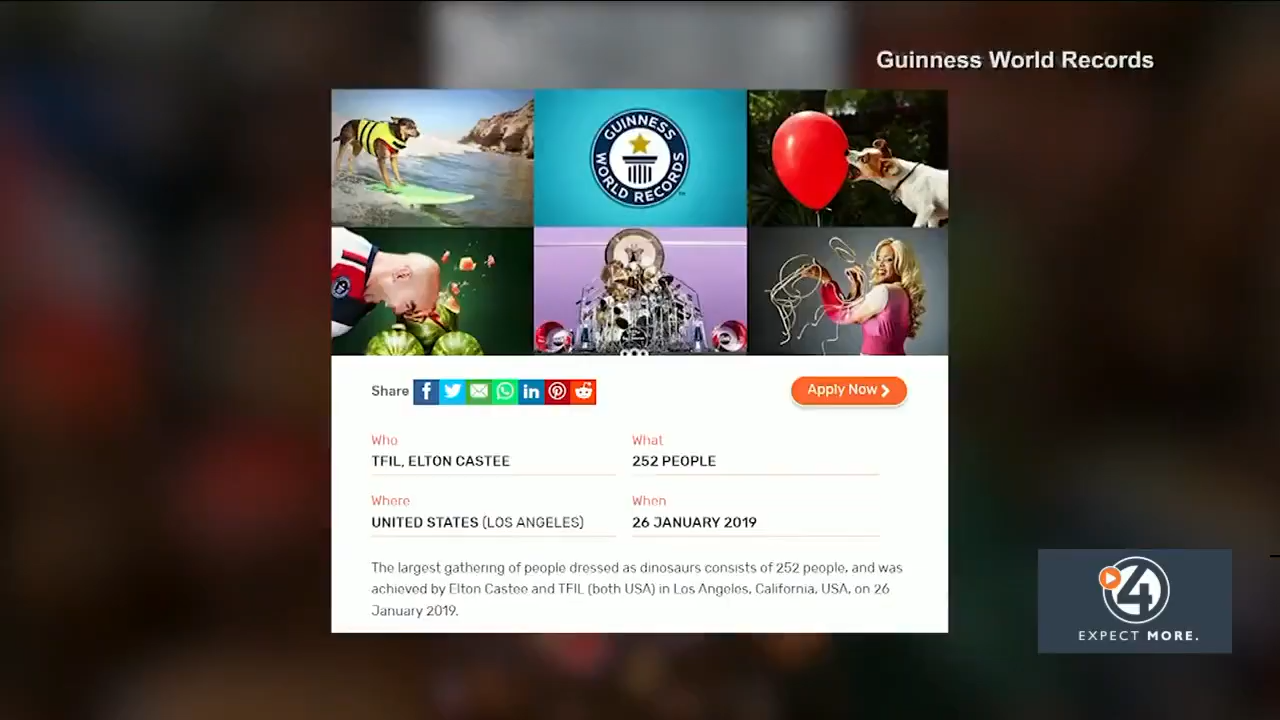 Guinness World Records
GUINNESS
WORLD RECORDS
Share
Apply Now
Who
What
TFIL, ELTON CASTEE
252 PEOPLE
Where
When
UNITED STATES (LOS ANGELES)
26 JANUARY 2019
The largest gathering of people dressed as dinosaurs consists of 252 people, and was
achieved by Elton Castee and TFIL (both USA) in Los Angeles, California, USA, on 26
January 2019.
4
EXPECT MORE.